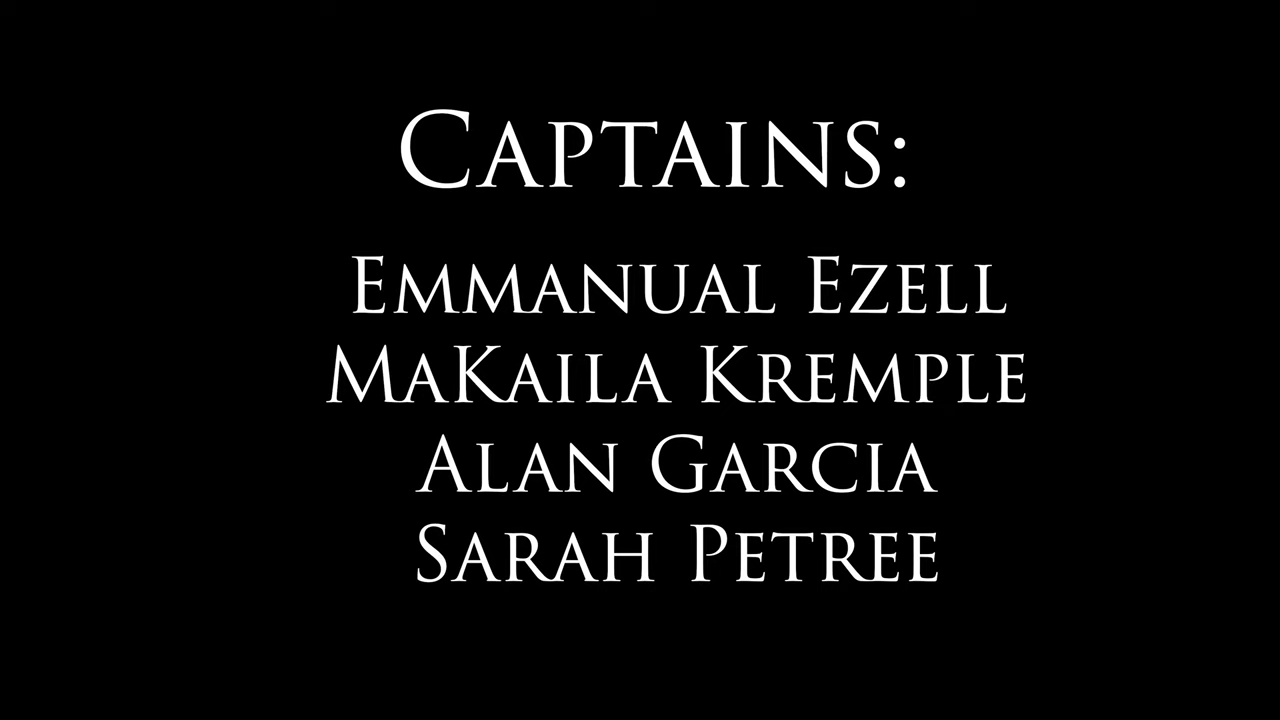 Captains:
Emmanual Ezell
MaKaila Kremple
Alan Garcia
Sarah Petree